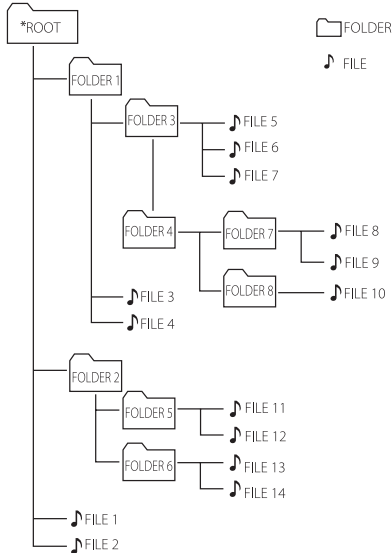 *ROOT
FOLDER
FILE
FOLDER 1
FOLDER 3
FILE 5
FILE 6
FILE 7
FOLDER 4
FOLDER 7
FILE 8
FILE 9
FOLDER 8
FILE 10
FILE 3
FILE 4
FOLDER 2
FOLDER 5
FILE 11
FILE 12
FOLDER 6
FILE 13
FILE 14
FILE 1
FILE 2